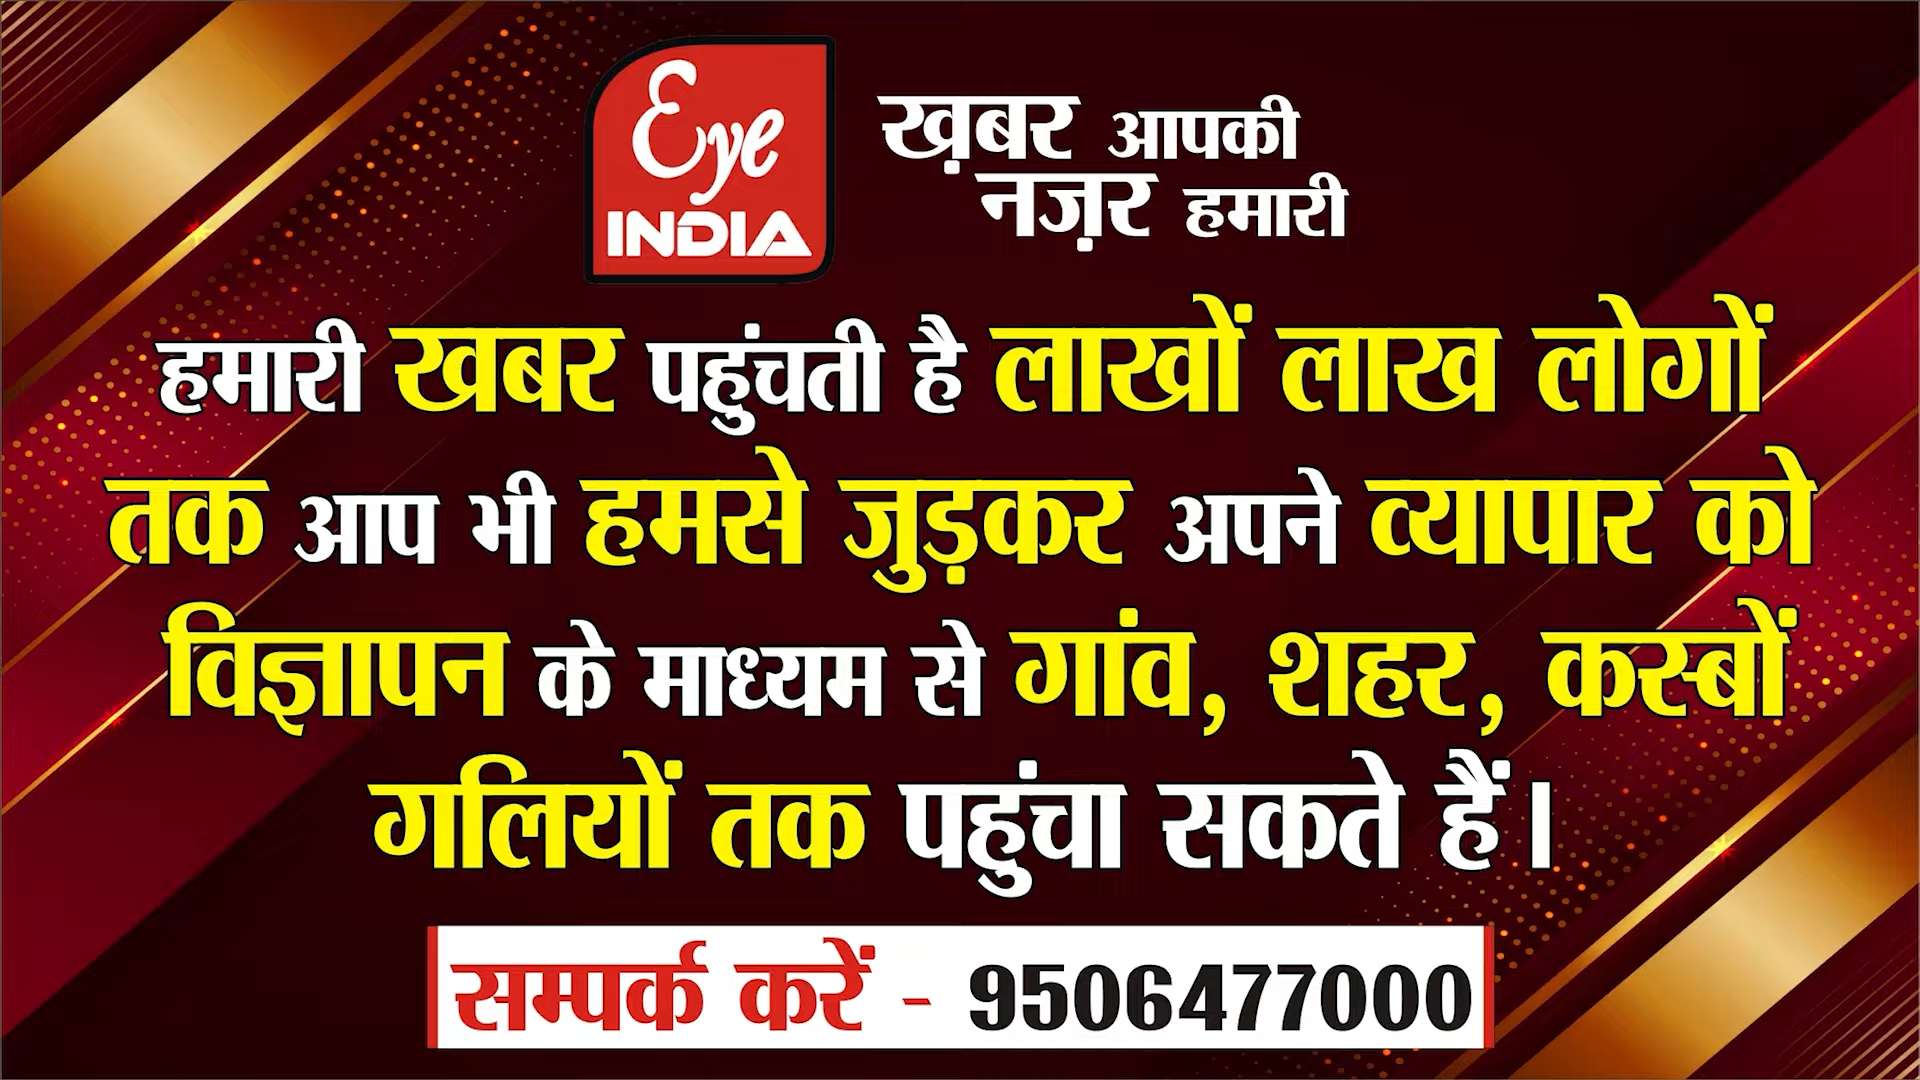 Eye
INDIA
ख़बर आपकी
नज़र हमारी
हमारी खबर पहुंचती है लाखों लाख लोगों
तक आप भी हमसे जुड़कर अपने व्यापार को
विज्ञापन के माध्यम से गांव, शहर, कस्बों
गलियों तक पहुंचा सकते हैं।
सम्पर्क करें - 9506477000